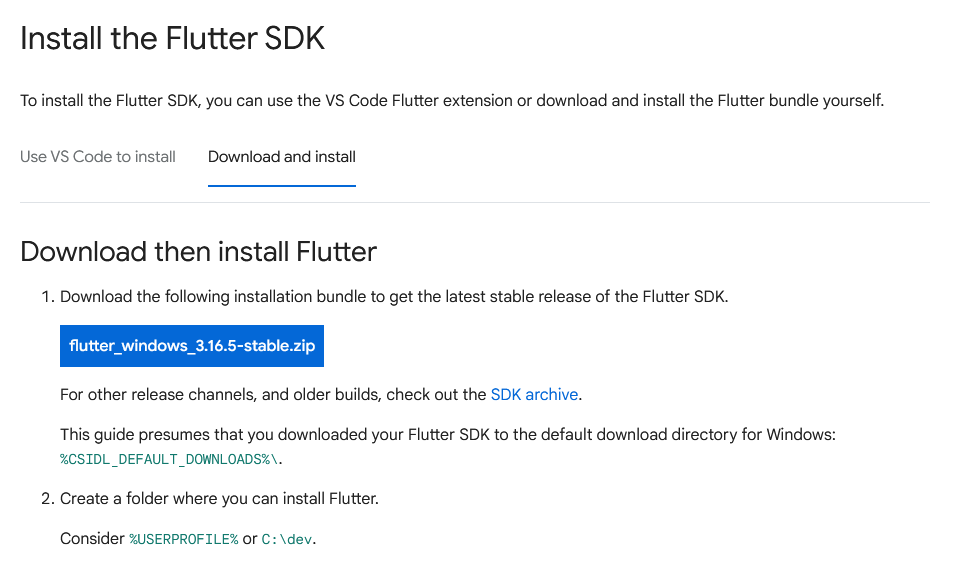 Install the Flutter SDK
To install the Flutter SDK, you can use the VS Code Flutter extension or download and install the Flutter bundle yourself.
Use VS Code to install
Download and install
Download then install Flutter
1. Download the following installation bundle to get the latest stable release of the Flutter SDK.
flutter_windows_3.16.5-stable.zip
For other release channels, and older builds, check out the SDK archive.
This guide presumes that you downloaded your Flutter SDK to the default download directory for Windows:
%CSIDL_DEFAULT_DOWNLOADS%\.
2. Create a folder where you can install Flutter.
Consider %USERPROFILE% or C:\dev.